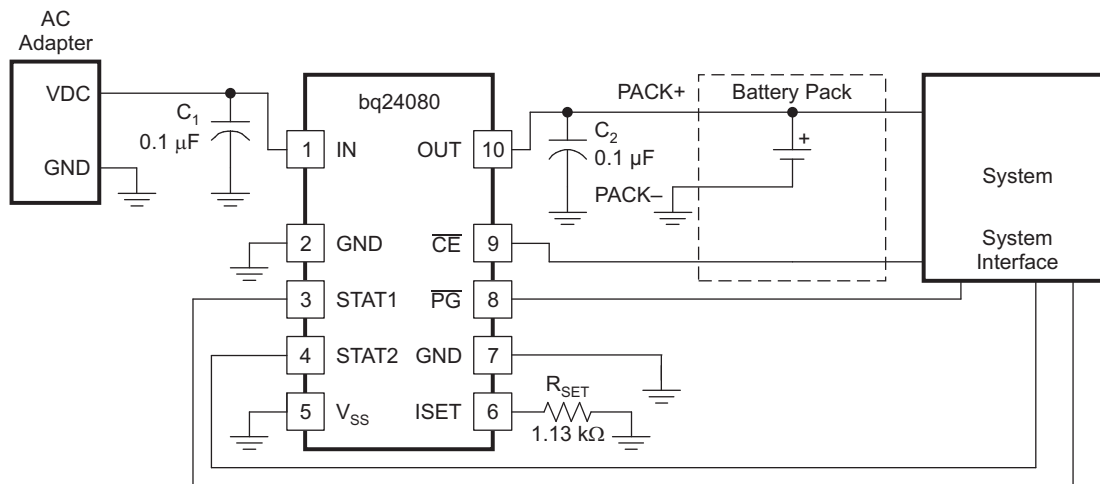 AC
Adapter
VDC
GND
C1
0.1 μF
bq24080
1 IN
OUT 10
2 GND
CE 9
3 STAT1
PG 8
4 STAT2
GND 7
5 VSS
ISET 6
RSET
1.13 kΩ
C2
0.1 μF
PACK+
PACK–
Battery Pack
+
System
System
Interface